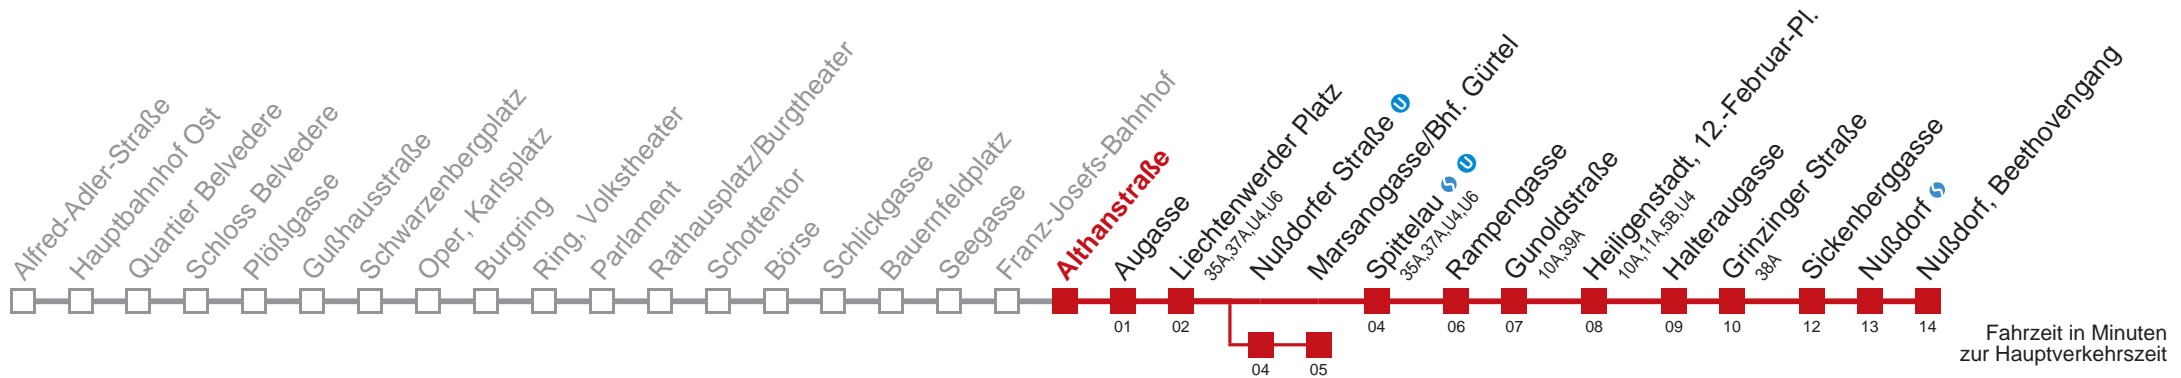 Alfred-Adler-Straße
Hauptbahnhof Ost
Quartier Belvedere
Schloss Belvedere
Plößlgasse
Gußhausstraße
Schwarzenbergplatz
Oper, Karlsplatz
Burgring
Ring, Volkstheater
Parlament
Rathausplatz/Burgtheater
Schottentor
Börse
Schlickgasse
Bauernfeldplatz
Seegasse
Franz-Josefs-Bahnhof
Althanstraße
Augasse
Liechtenwerder Platz
35A,37A,U4,U6
Nußdorfer Straße U
Marsanogasse/Bhf. Gürtel
Spittelau S U
35A,37A,U4,U6
Rampengasse
Gunoldstraße
10A,39A
Heiligenstadt, 12.-Februar-Pl.
10A,11A,5B,U4
Halteraugasse
Grinzinger Straße
38A
Sickenberggasse
Nußdorf S
Nußdorf, Beethovengang
01 02 04 06 07 08 09 10 12 13 14
04 05
Fahrzeit in Minuten
zur Hauptverkehrszeit